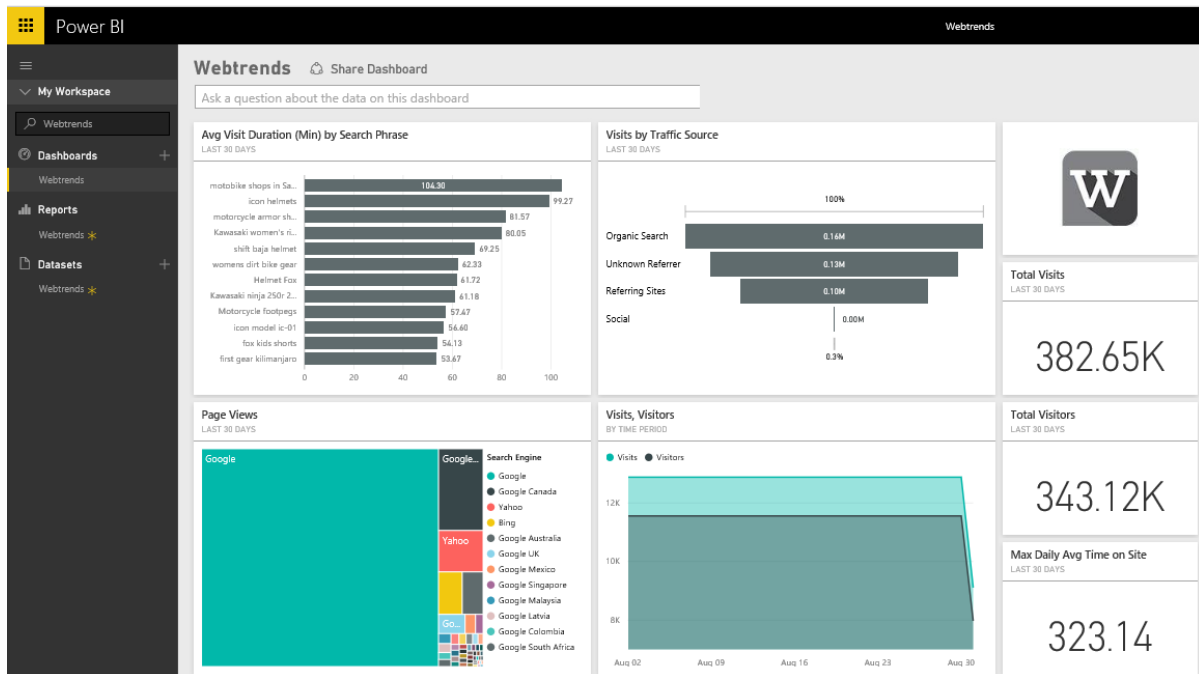 Power BI
Webtrends
Webtrends
Share Dashboard
My Workspace
Ask a question about the data on this dashboard
Webtrends
Dashboards
Webtrends
Reports
Webtrends
Datasets
Webtrends
Avg Visit Duration (Min) by Search Phrase
LAST 30 DAYS
motobike shops in Sa... 104.30
icon helmets 99.27
motorcycle armor sh... 81.57
Kawasaki women's ri... 80.05
shift baja helmet 69.25
womens dirt bike gear 62.33
Helmet Fox 61.72
Kawasaki ninja 250r 2... 61.18
Motorcycle footpegs 57.47
icon model ic-01 56.60
fox kids shorts 54.13
first gear kilimanjaro 53.67
0 20 40 60 80 100
Visits by Traffic Source
LAST 30 DAYS
100%
Organic Search 0.16M
Unknown Referrer 0.13M
Referring Sites 0.10M
Social 0.00M
0.3%
W
Total Visits
LAST 30 DAYS
382.65K
Page Views
LAST 30 DAYS
Google
Google...
Yahoo
Go...
Search Engine
Google
Google Canada
Yahoo
Bing
Google Australia
Google UK
Google Mexico
Google Singapore
Google Malaysia
Google Latvia
Google Colombia
Google South Africa
Visits, Visitors
BY TIME PERIOD
Visits Visitors
12K
10K
8K
Aug 02 Aug 09 Aug 16 Aug 23 Aug 30
Total Visitors
LAST 30 DAYS
343.12K
Max Daily Avg Time on Site
LAST 30 DAYS
323.14